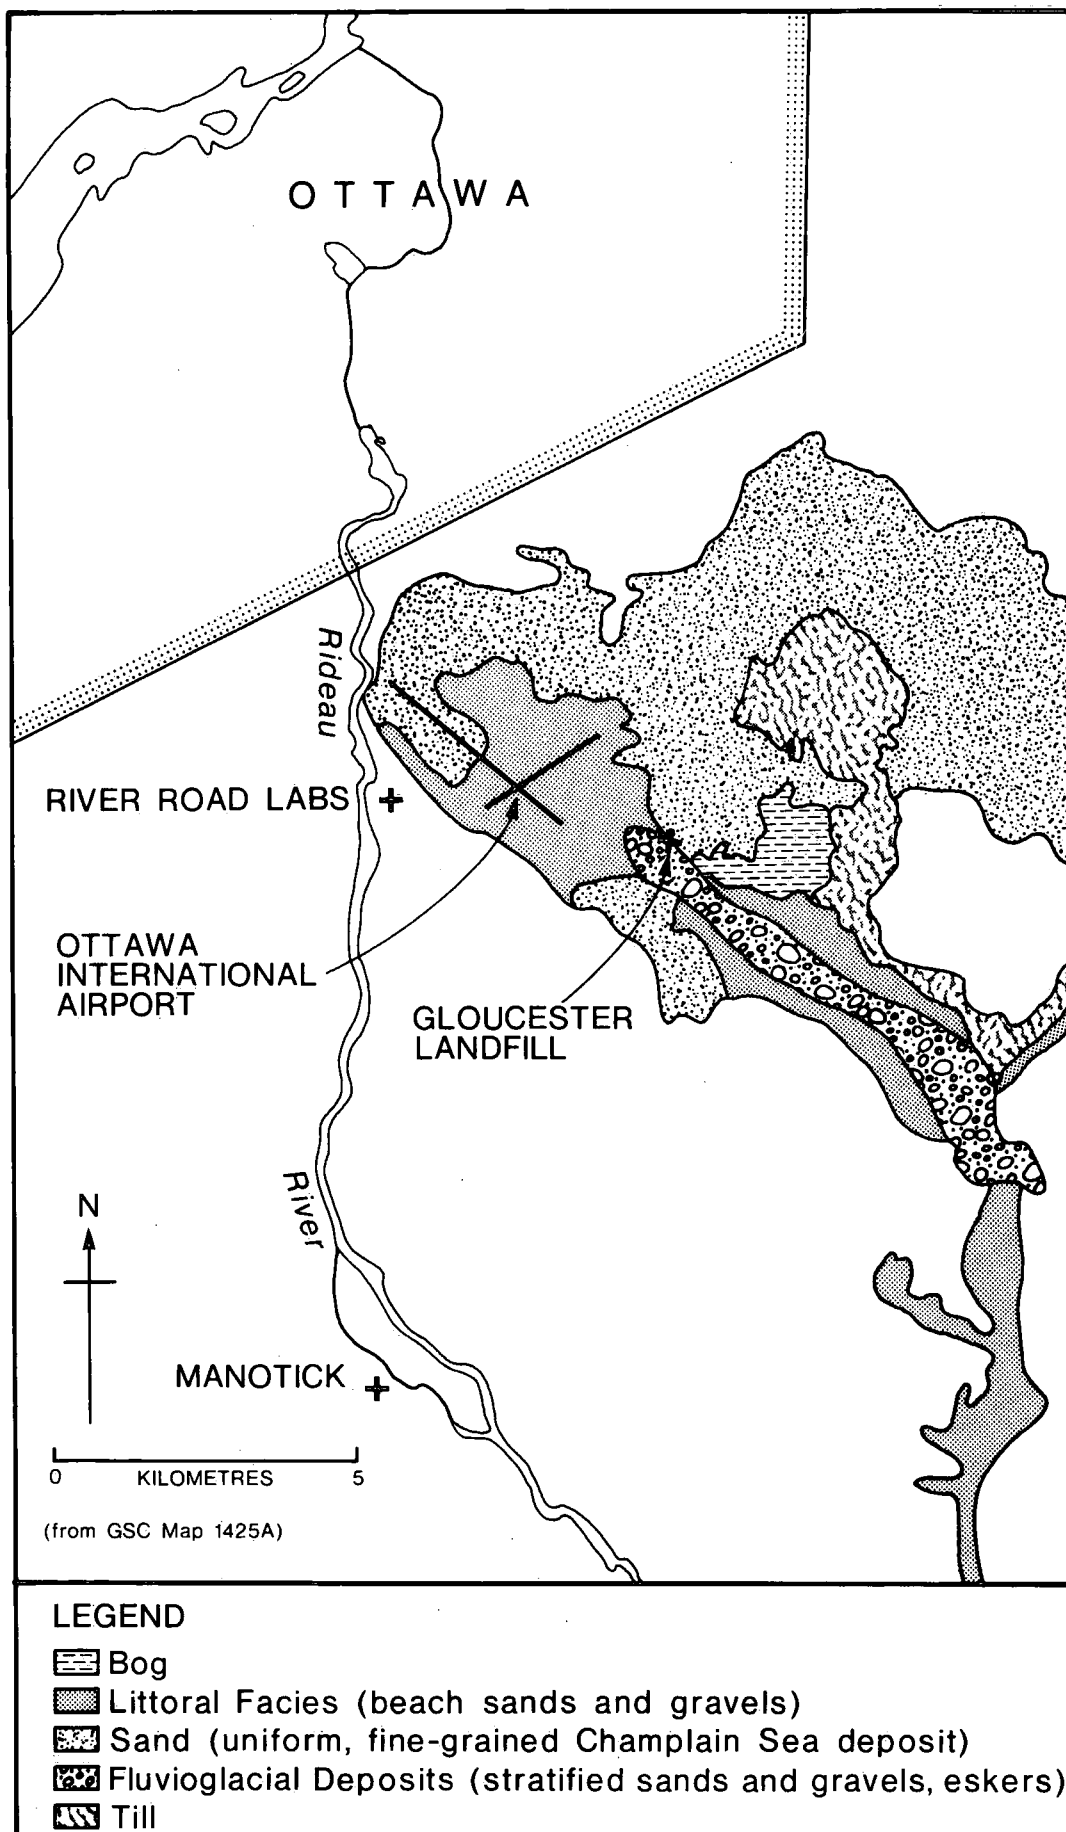 OTTAWA
Rideau
RIVER ROAD LABS
OTTAWA
INTERNATIONAL
AIRPORT
GLOUCESTER
LANDFILL
River
N
MANOTICK
0 KILOMETRES 5
(from GSC Map 1425A)
LEGEND
Bog
Littoral Facies (beach sands and gravels)
Sand (uniform, fine-grained Champlain Sea deposit)
Fluvioglacial Deposits (stratified sands and gravels, eskers)
Till